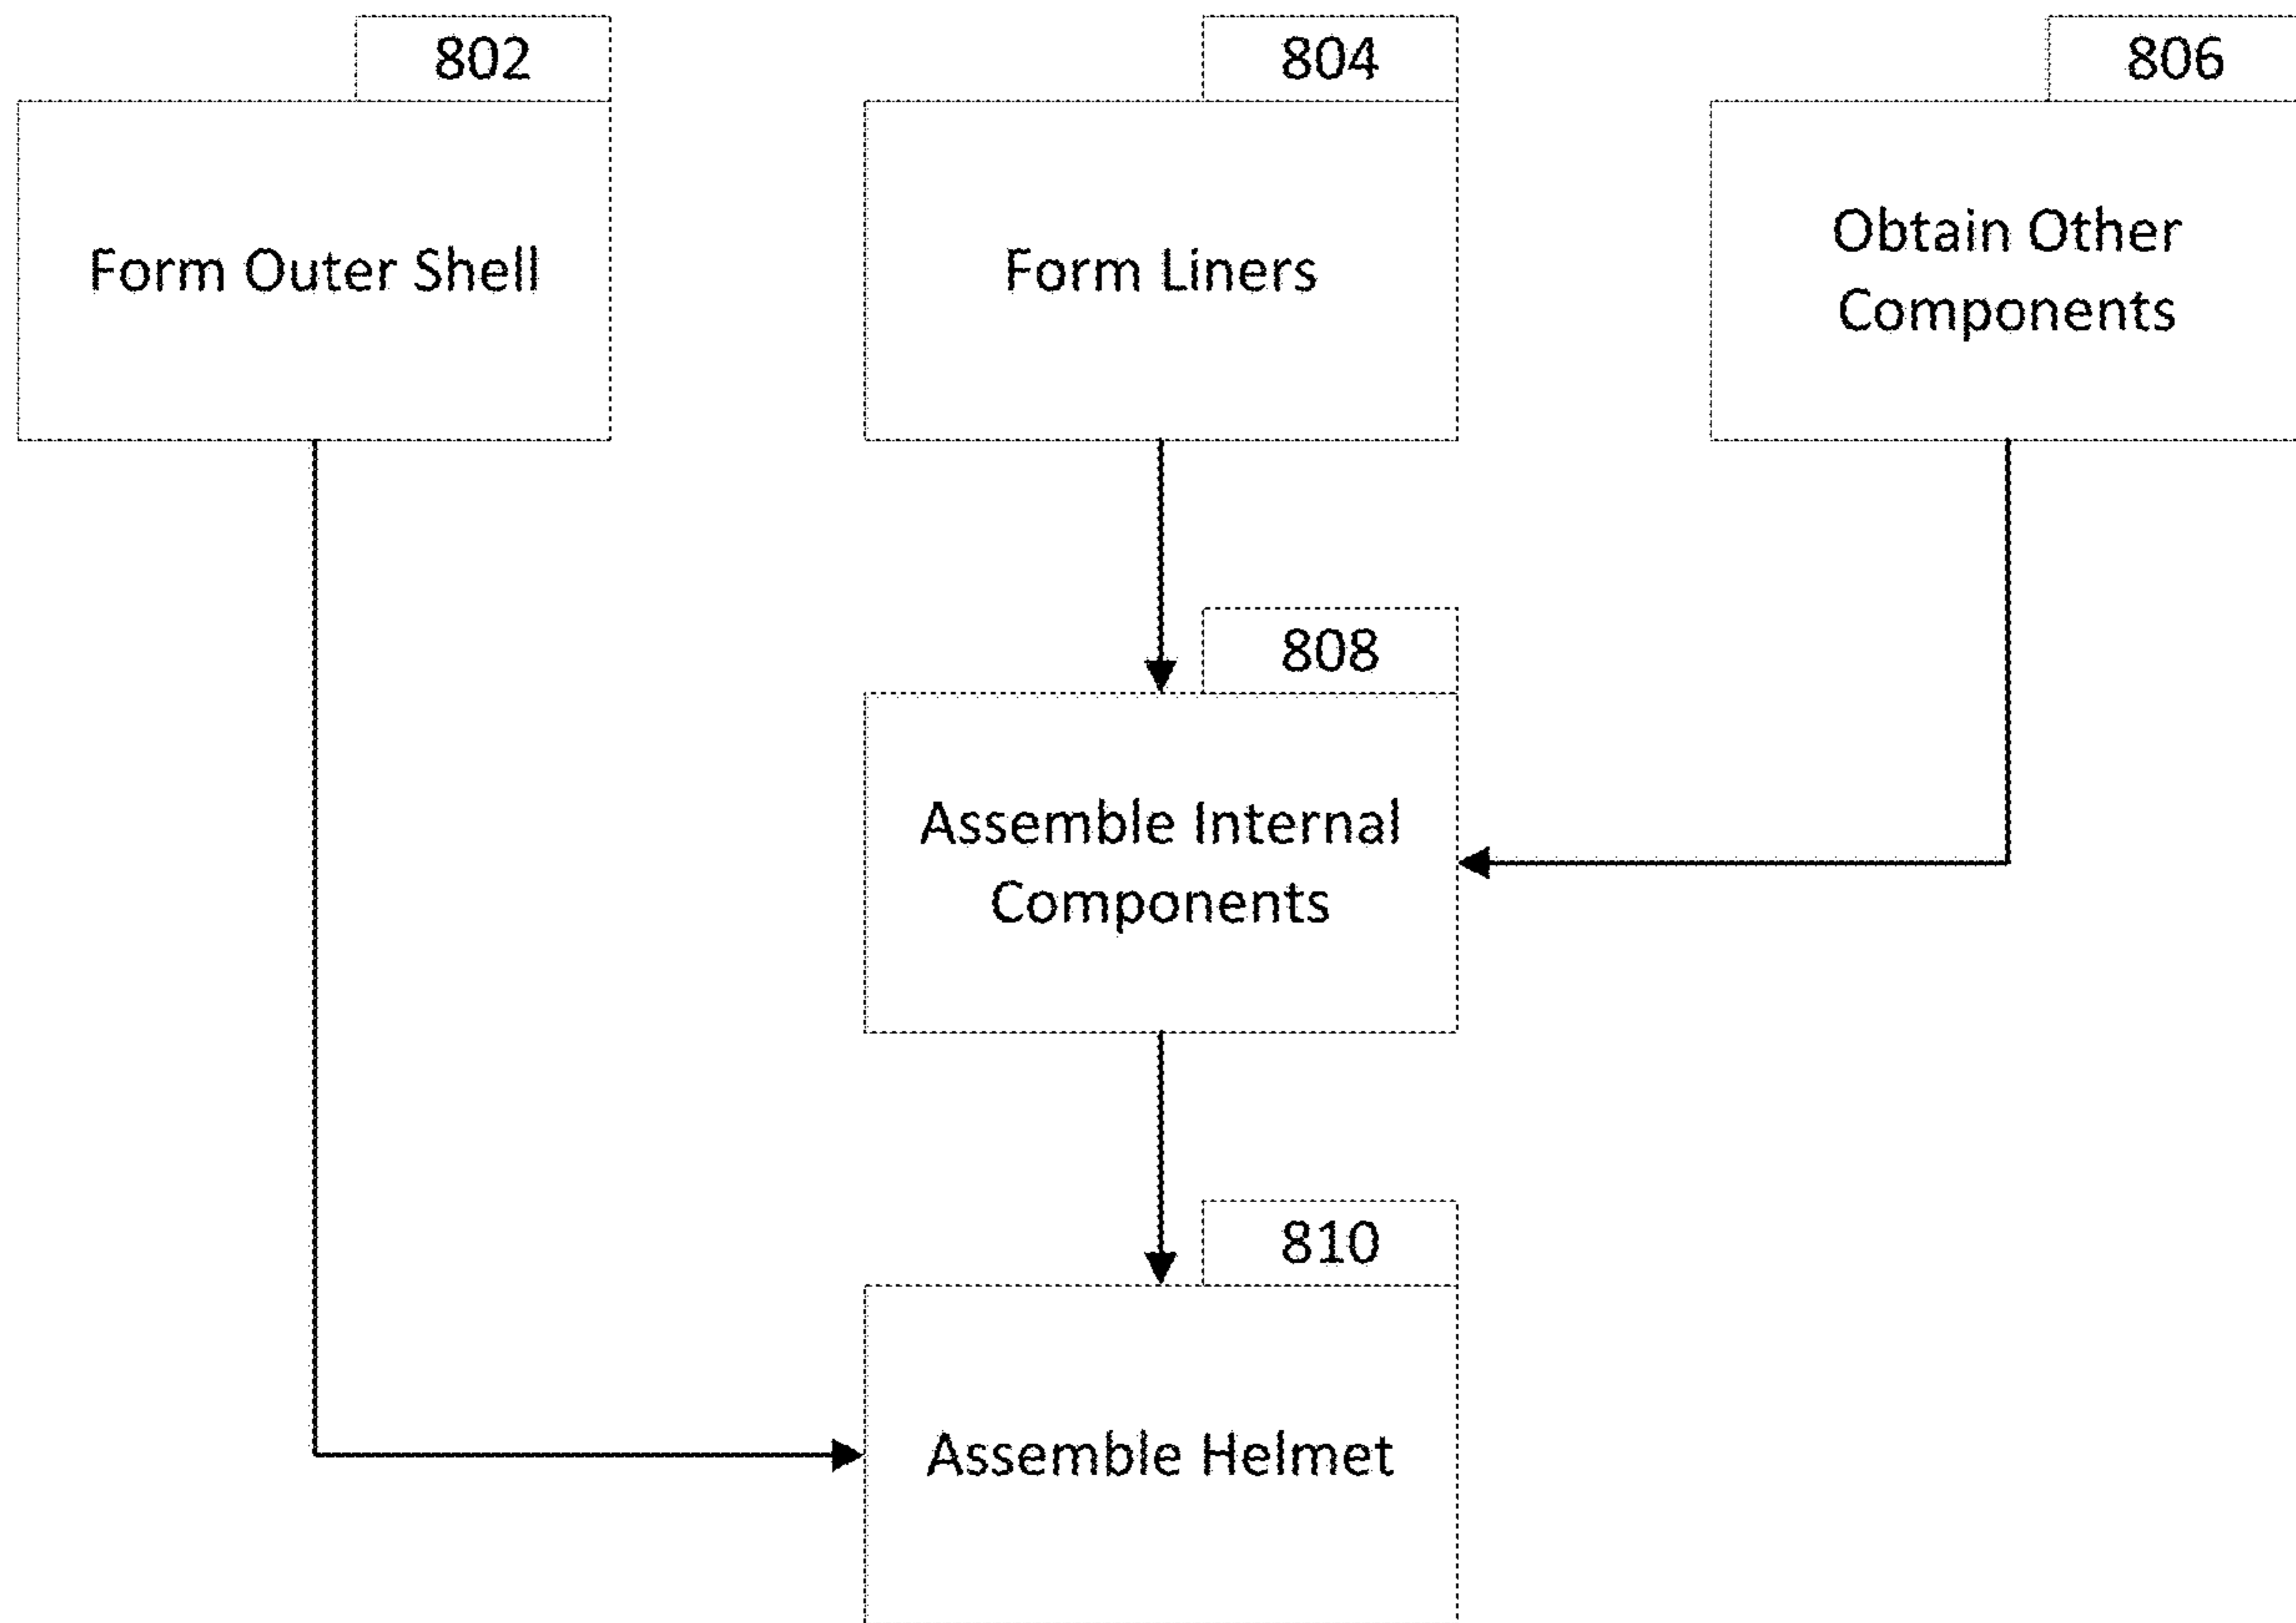 802
Form Outer Shell
804
Form Liners
806
Obtain Other
Components
808
Assemble Internal
Components
810
Assemble Helmet